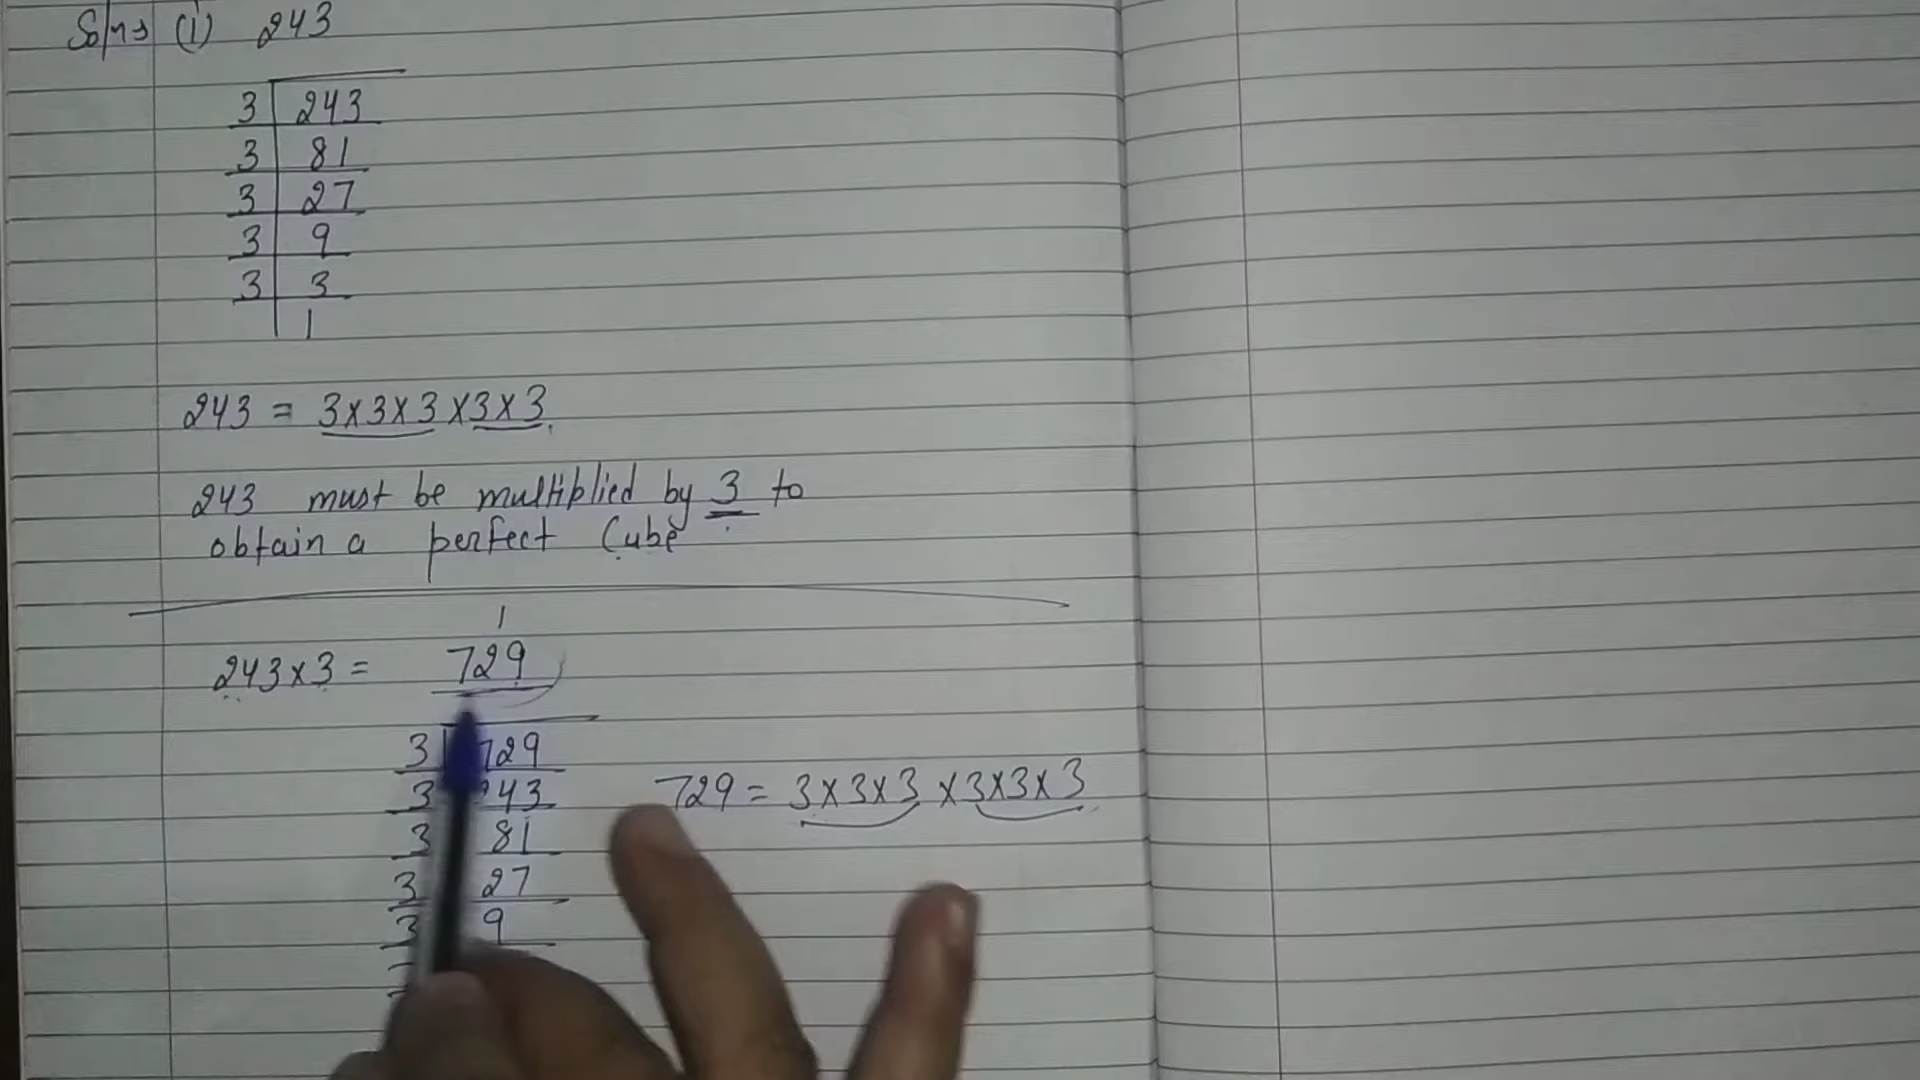 Solns (i) 243
3 | 243
3 | 81
3 | 27
3 | 9
3 | 3
1
243 = 3×3×3×3×3
243 must be multiplied by 3 to
obtain a perfect Cube
1
243×3 = 729
3 | 729
3 | 243
3 | 81
3 | 27
3 | 9
729 = 3×3×3×3×3×3